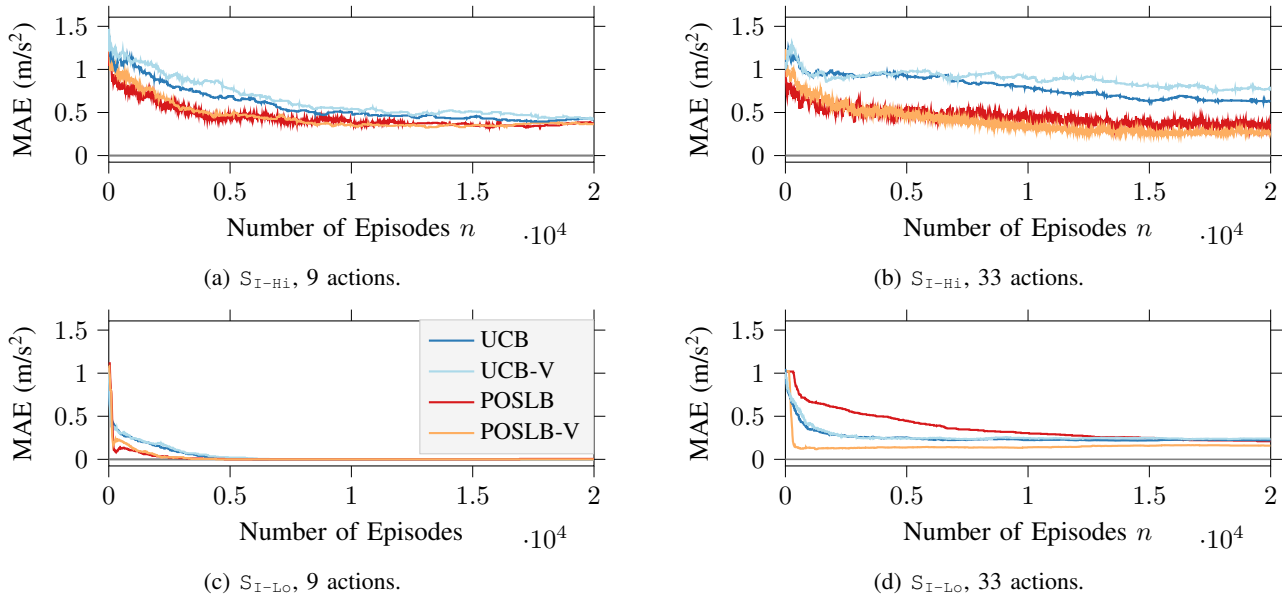 MAE (m/s²)
1.5
1
0.5
0
0 0.5 1 1.5 2
Number of Episodes n
·10⁴
(a) S_I-Hi, 9 actions.
MAE (m/s²)
1.5
1
0.5
0
0 0.5 1 1.5 2
Number of Episodes n
·10⁴
(b) S_I-Hi, 33 actions.
MAE (m/s²)
1.5
1
0.5
0
UCB
UCB-V
POSLB
POSLB-V
0 0.5 1 1.5 2
Number of Episodes
·10⁴
(c) S_I-Lo, 9 actions.
MAE (m/s²)
1.5
1
0.5
0
0 0.5 1 1.5 2
Number of Episodes n
·10⁴
(d) S_I-Lo, 33 actions.